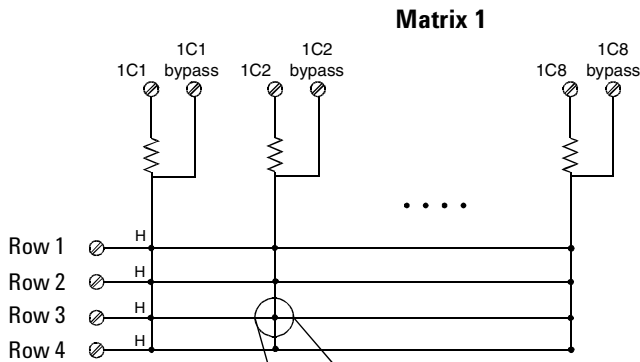 Matrix 1
1C1
1C1
bypass
1C2
1C2
bypass
1C8
1C8
bypass
. . . .
Row 1
H
Row 2
H
Row 3
H
Row 4
H